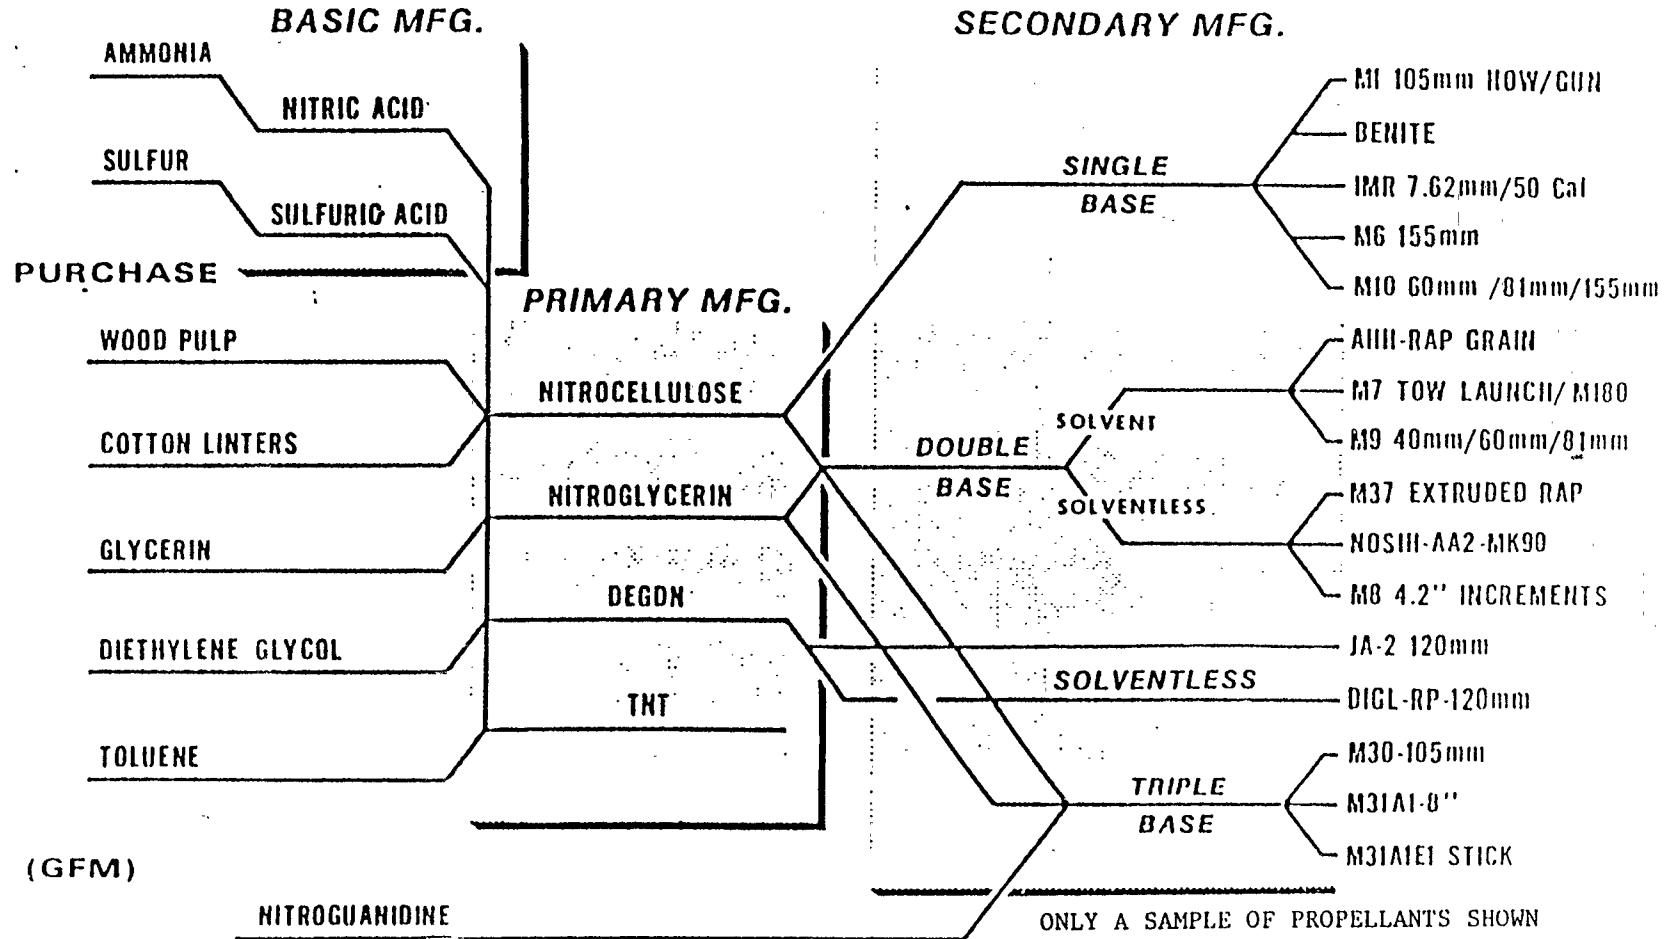 BASIC MFG.
SECONDARY MFG.
AMMONIA
NITRIC ACID
SULFUR
SULFURIC ACID
PURCHASE
PRIMARY MFG.
WOOD PULP
NITROCELLULOSE
COTTON LINTERS
NITROGLYCERIN
GLYCERIN
DEGDN
DIETHYLENE GLYCOL
TNT
TOLUENE
(GFM)
NITROGUANIDINE
SINGLE
BASE
M1 105mm HOW/GUN
BENITE
IMR 7.62mm/50 Cal
M6 155mm
M10 60mm /81mm/155mm
DOUBLE
BASE
SOLVENT
-RAP GRAIN
M7 TOW LAUNCH/M180
M9 40mm/60mm/81mm
SOLVENTLESS
M37 EXTRUDED RAP
NOSIH-AA2-MK90
M8 4.2" INCREMENTS
JA-2 120mm
SOLVENTLESS
DIGL-RP-120mm
TRIPLE
BASE
M30-105mm
M31A1-8"
M31A1E1 STICK
ONLY A SAMPLE OF PROPELLANTS SHOWN